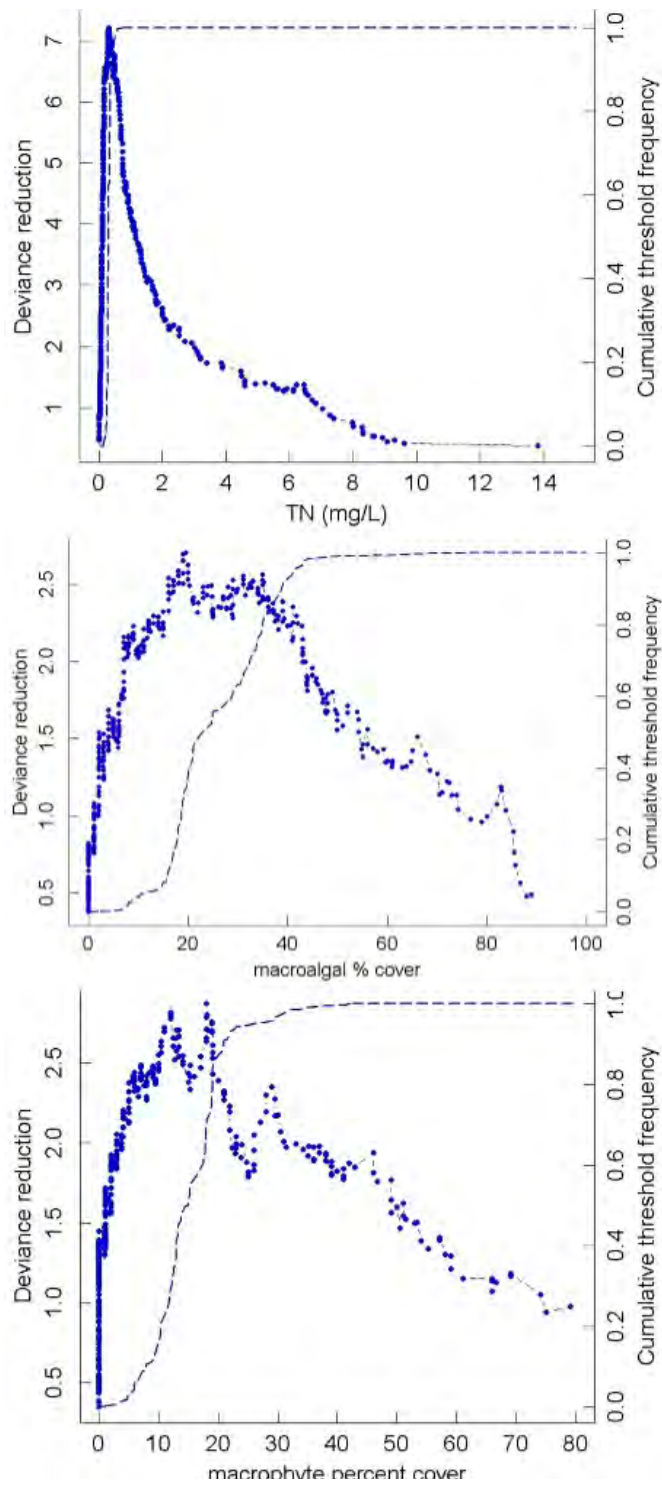 Deviance reduction
1 2 3 4 5 6 7
Cumulative threshold frequency
0.0 0.2 0.4 0.6 0.8 1.0
0 2 4 6 8 10 12 14
TN (mg/L)
Deviance reduction
0.5 1.0 1.5 2.0 2.5
Cumulative threshold frequency
0.0 0.2 0.4 0.6 0.8 1.0
0 20 40 60 80 100
macroalgal % cover
Deviance reduction
0.5 1.0 1.5 2.0 2.5
Cumulative threshold frequency
0.0 0.2 0.4 0.6 0.8 1.0
0 10 20 30 40 50 60 70 80
macrophyte percent cover